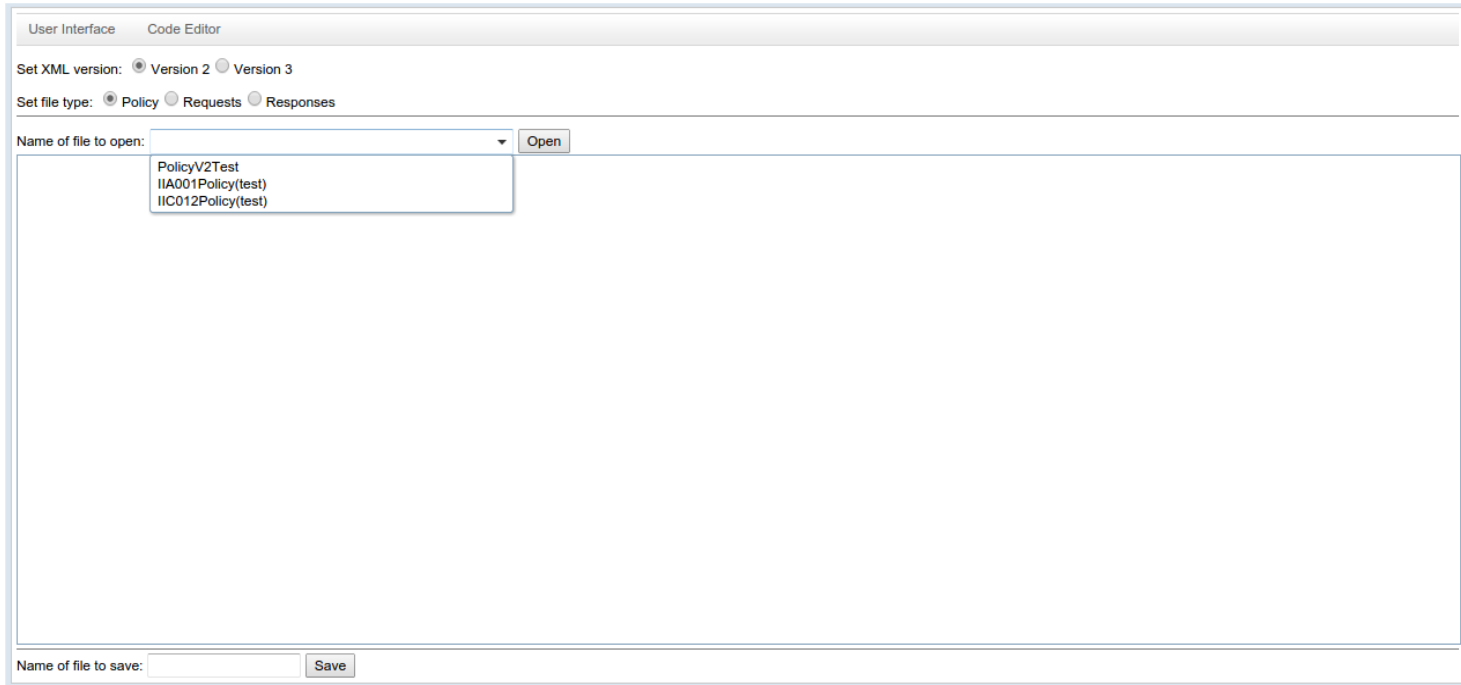 User Interface Code Editor
Set XML version: Version 2 Version 3
Set file type: Policy Requests Responses
Name of file to open: Open
PolicyV2Test
IIA001Policy(test)
IIC012Policy(test)
Name of file to save: Save